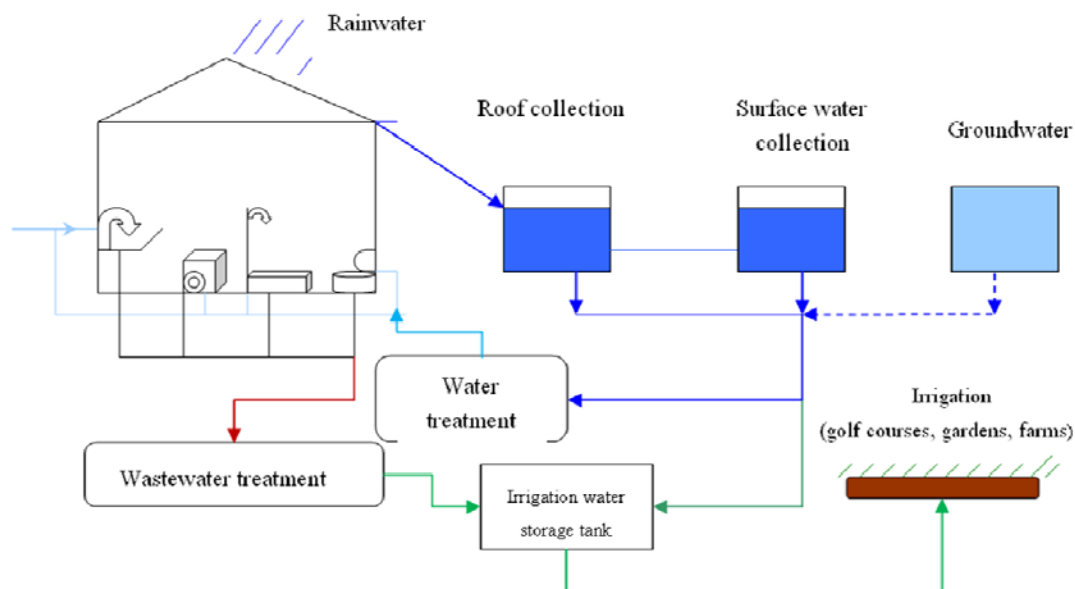 Rainwater
Roof collection
Surface water
collection
Groundwater
Water
treatment
Irrigation
(golf courses, gardens, farms)
Wastewater treatment
Irrigation water
storage tank